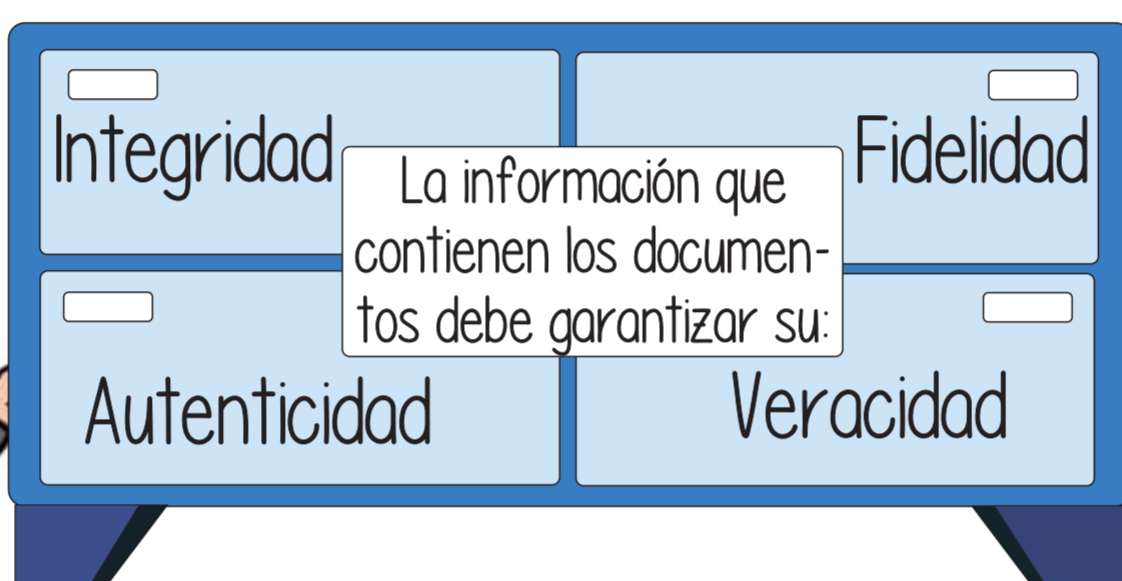 Integridad
Fidelidad
La información que
contienen los documen-
tos debe garantizar su:
Autenticidad
Veracidad